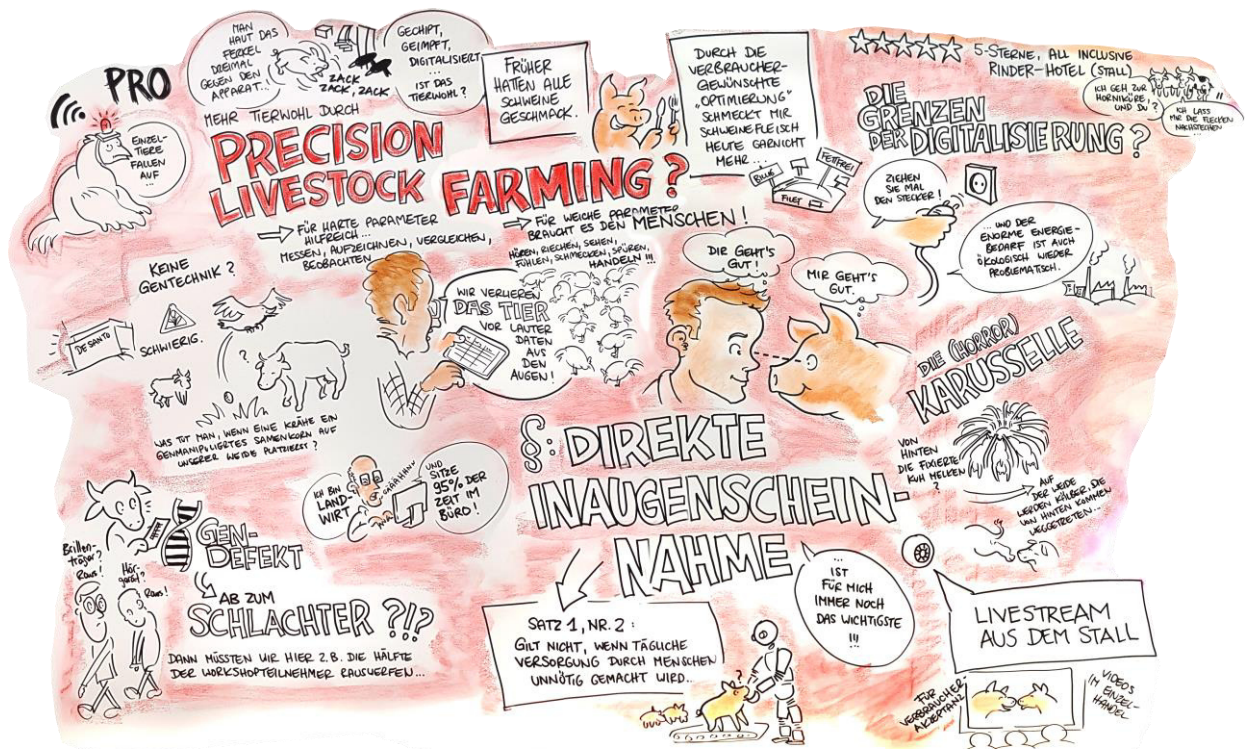 PRO
EINZEL-
TIERE
FALLEN
AUF
...
MAN
HAUT DAS
FERKEL
DREIMAL
GEGEN DEN
APPARAT...
ZACK
ZACK, ZACK
GECHIPT,
GEIMPFT,
DIGITALISIERT
...
IST DAS
TIERWOHL?
MEHR TIERWOHL DURCH
PRECISION
LIVESTOCK FARMING?
FRÜHER
HATTEN ALLE
SCHWEINE
GESCHMACK.
DURCH DIE
VERBRAUCHER-
GEWÜNSCHTE
"OPTIMIERUNG"
SCHMECKT MIR
SCHWEINEFLEISCH
HEUTE GARNICHT
MEHR...
BILLIG
FETTFREI
FILET
☆☆☆☆☆ 5-STERNE, ALL INCLUSIVE
RINDER-HOTEL (STALL)
ICH GEH ZUR
HORNIKÜRE,
UND DU?
ICH LASS
MIR DIE FLECKEN
NACHSTECHEN
DIE
GRENZEN
DER DIGITALISIERUNG?
ZIEHEN
SIE MAL
DEN STECKER!
... UND DER
ENORME ENERGIE-
BEDARF IST AUCH
ÖKOLOGISCH WIEDER
PROBLEMATISCH.
FÜR HARTE PARAMETER
HILFREICH...
MESSEN, AUFZEICHNEN, VERGLEICHEN,
BEOBACHTEN
FÜR WEICHE PARAMETER
BRAUCHT ES DEN MENSCHEN!
HÖREN, RIECHEN, SEHEN,
FÜHLEN, SCHMECKEN, SPÜREN,
HANDELN!!!
KEINE
GENTECHNIK?
DE SANTO
SCHWIERIG.
?
WAS TUT MAN, WENN EINE KRÄHE EIN
GENMANIPULIERTES SAMENKORN AUF
UNSERER WEIDE PLATZIERT?
WIR VERLIEREN
DAS TIER
VOR LAUTER
DATEN
AUS
DEN
AUGEN!
DIR GEHT'S
GUT!
MIR GEHT'S
GUT.
DIE (HORROR)
KARUSSELLE
VON
HINTEN
DIE FIXIERTE
KUH MELKEN
?
AUF
DER WEIDE
WERDEN KÄLBER, DIE
VON HINTEN KOMMEN
WEGGETRETEN...
ICH BIN
LAND-
WIRT
UND
SITZE
95% DER
ZEIT IM
BÜRO!
§: DIREKTE
INAUGENSCHEIN-
NAHME
... IST
FÜR MICH
IMMER NOCH
DAS WICHTIGSTE
!!!
SATZ 1, NR. 2:
GILT NICHT, WENN TÄGLICHE
VERSORGUNG DURCH MENSCHEN
UNNÖTIG GEMACHT WIRD...
?
Brillen-
träger?
Raus!
Hör-
gerät?
Raus!
GEN-
DEFEKT
AB ZUM
SCHLACHTER?!?
DANN MÜSSTEN WIR HIER Z.B. DIE HÄLFTE
DER WORKSHOPTEILNEHMER RAUSWERFEN...
LIVESTREAM
AUS DEM STALL
FÜR
VERBRAUCHER-
AKZEPTANZ
VIDEOS
IM EINZEL-
HANDEL